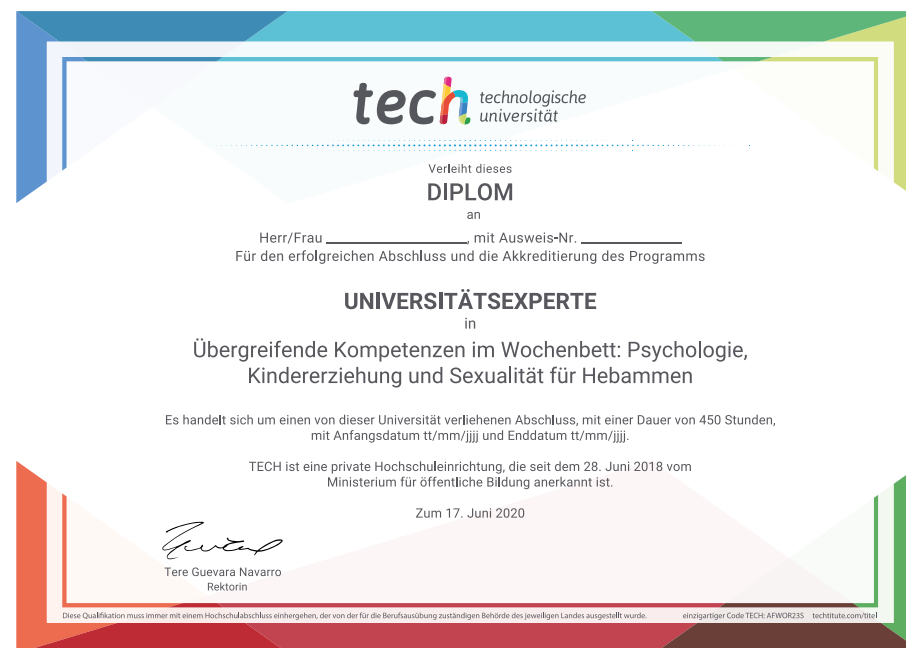 tech technologische
universität
Verleiht dieses
DIPLOM
an
Herr/Frau ____________________, mit Ausweis-Nr. ______________
Für den erfolgreichen Abschluss und die Akkreditierung des Programms
UNIVERSITÄTSEXPERTE
in
Übergreifende Kompetenzen im Wochenbett: Psychologie,
Kindererziehung und Sexualität für Hebammen
Es handelt sich um einen von dieser Universität verliehenen Abschluss, mit einer Dauer von 450 Stunden,
mit Anfangsdatum tt/mm/jjjj und Enddatum tt/mm/jjjj.
TECH ist eine private Hochschuleinrichtung, die seit dem 28. Juni 2018 vom
Ministerium für öffentliche Bildung anerkannt ist.
Zum 17. Juni 2020
Tere Guevara Navarro
Rektorin
Diese Qualifikation muss immer mit einem Hochschulabschluss einhergehen, der von der für die Berufsausübung zuständigen Behörde des jeweiligen Landes ausgestellt wurde. einzigartiger Code TECH: AFWOR23S techtitute.com/titel